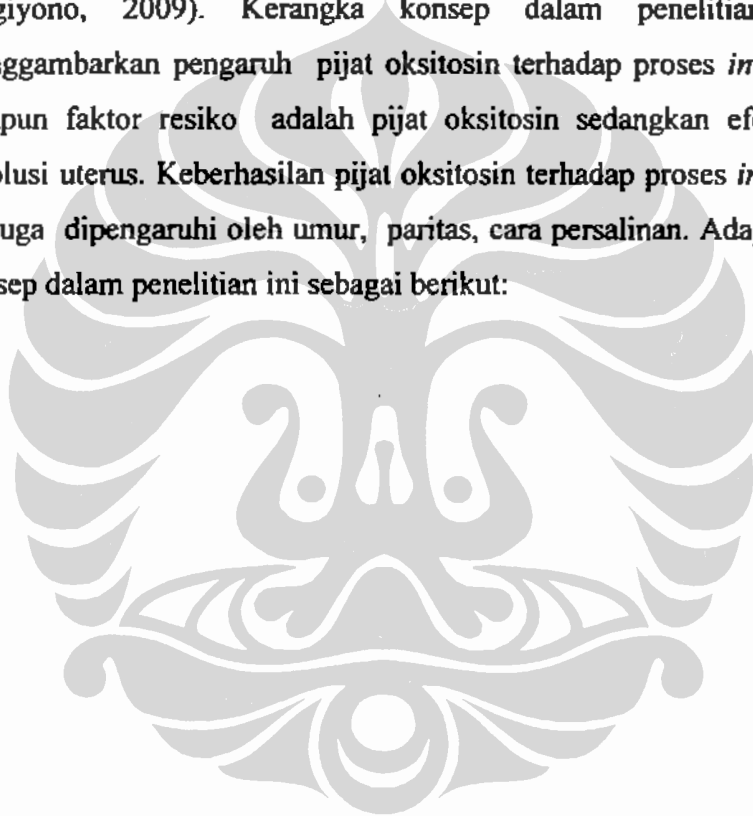 giyono, 2009). Kerangka konsep dalam penelitian
nggambarkan pengaruh pijat oksitosin terhadap proses in
pun faktor resiko adalah pijat oksitosin sedangkan ef
olusi uterus. Keberhasilan pijat oksitosin terhadap proses in
uga dipengaruhi oleh umur, paritas, cara persalinan. Ada
sep dalam penelitian ini sebagai berikut: